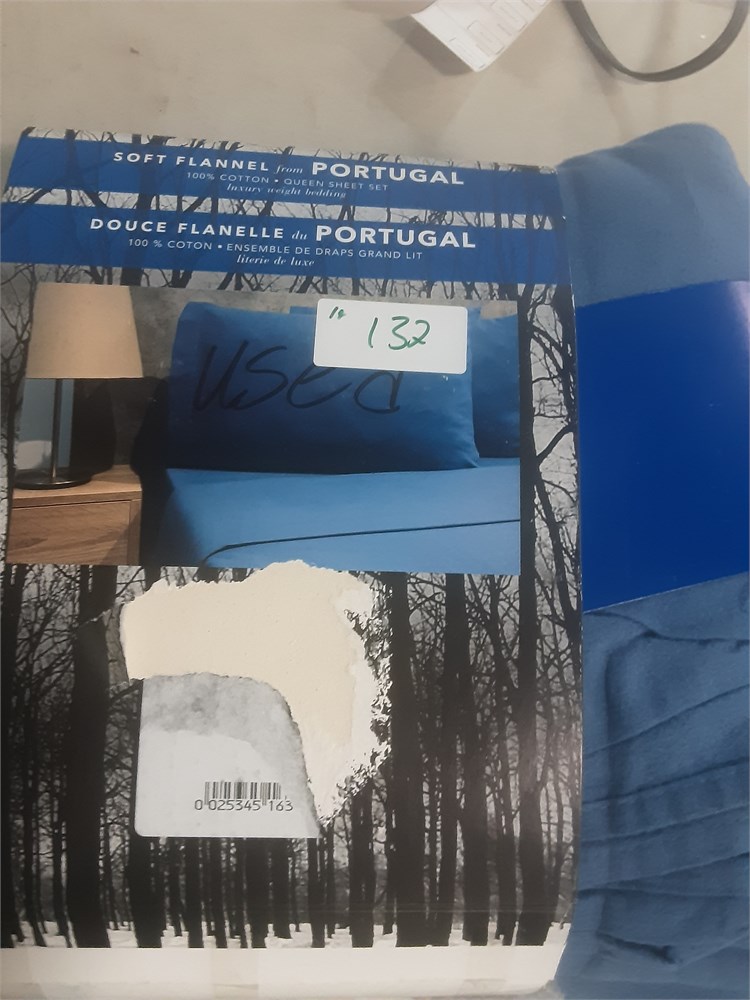 SOFT FLANNEL from PORTUGAL
100% COTTON • QUEEN SHEET SET
luxury weight bedding
DOUCE FLANELLE du PORTUGAL
100 % COTON • ENSEMBLE DE DRAPS GRAND LIT
literie de luxe
132
used
0 025345 163